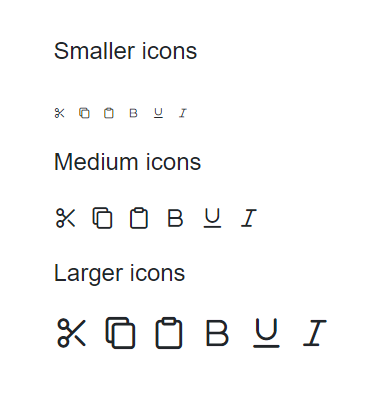 Smaller icons
B U I
Medium icons
B U I
Larger icons
B U I